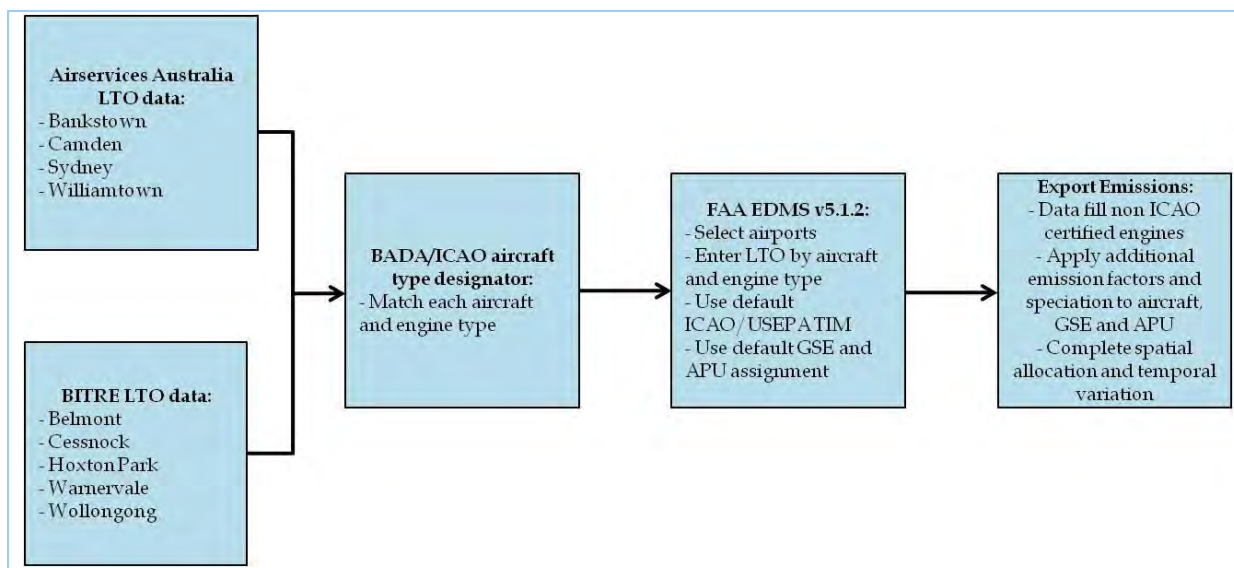 Airservices Australia
LTO data:
- Bankstown
- Camden
- Sydney
- Williamtown
BITRE LTO data:
- Belmont
- Cessnock
- Hoxton Park
- Warnervale
- Wollongong
BADA/ICAO aircraft
type designator:
- Match each aircraft
and engine type
FAA EDMS v5.1.2:
- Select airports
- Enter LTO by aircraft
and engine type
- Use default
ICAO/USEPA TIM
- Use default GSE and
APU assignment
Export Emissions:
- Data fill non ICAO
certified engines
- Apply additional
emission factors and
speciation to aircraft,
GSE and APU
- Complete spatial
allocation and temporal
variation